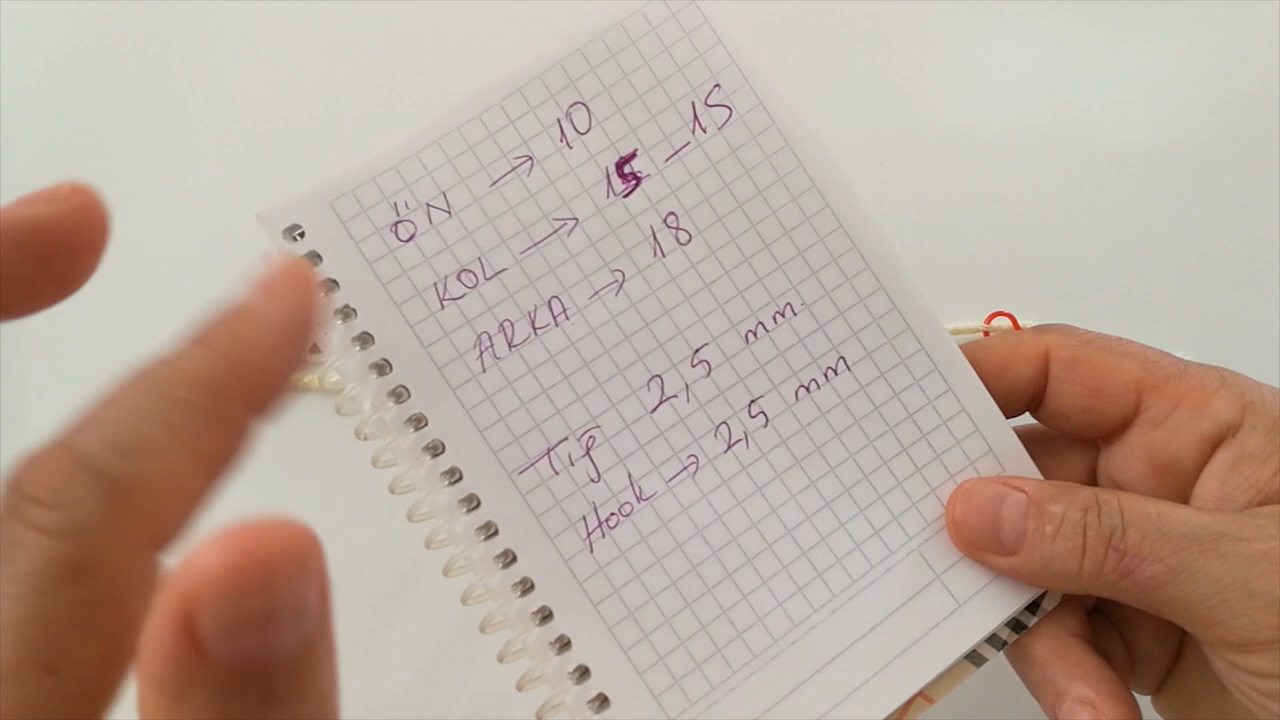 ÖN → 10
KOL → 15 - 15
ARKA → 18
Tığ 2,5 mm.
Hook → 2,5 mm